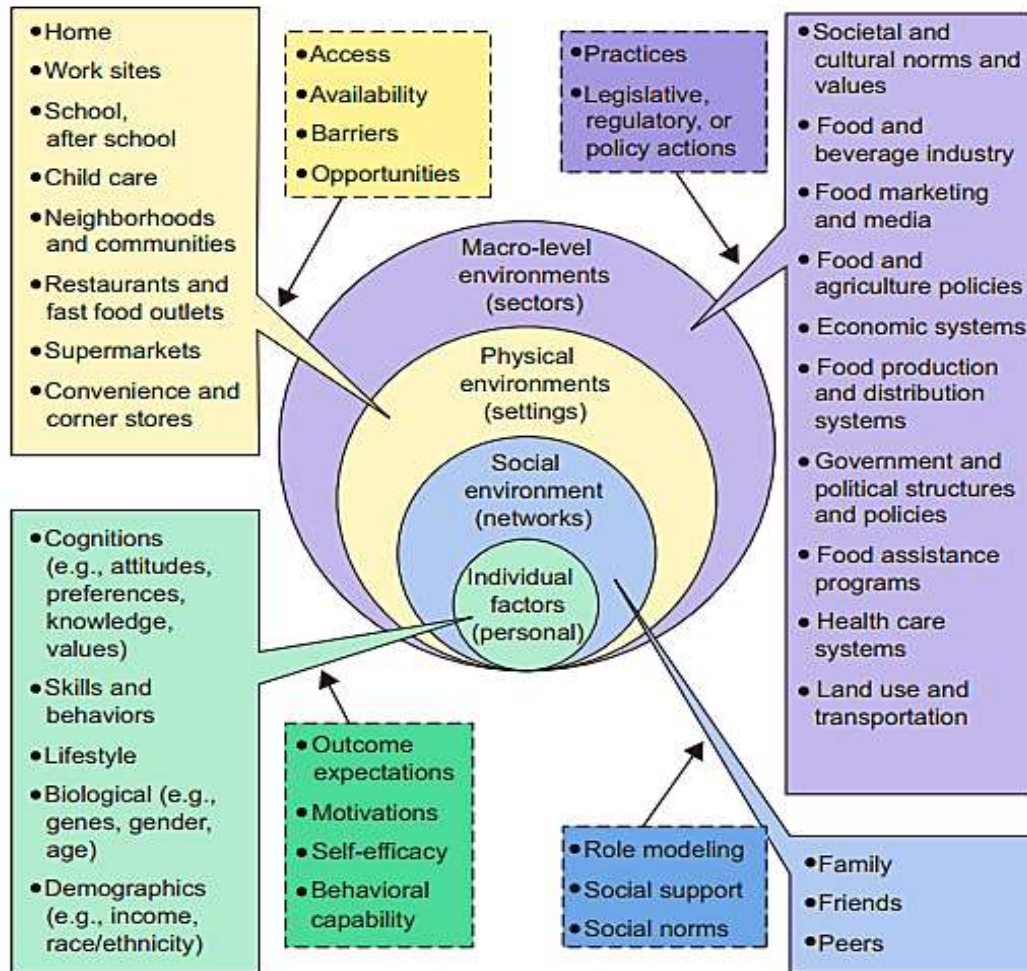 • Home
• Work sites
• School,
after school
• Child care
• Neighborhoods
and communities
• Restaurants and
fast food outlets
• Supermarkets
• Convenience and
corner stores
• Access
• Availability
• Barriers
• Opportunities
• Practices
• Legislative,
regulatory, or
policy actions
• Societal and
cultural norms and
values
• Food and
beverage industry
• Food marketing
and media
• Food and
agriculture policies
• Economic systems
• Food production
and distribution
systems
• Government and
political structures
and policies
• Food assistance
programs
• Health care
systems
• Land use and
transportation
Macro-level
environments
(sectors)
Physical
environments
(settings)
Social
environment
(networks)
Individual
factors
(personal)
• Cognitions
(e.g., attitudes,
preferences,
knowledge,
values)
• Skills and
behaviors
• Lifestyle
• Biological (e.g.,
genes, gender,
age)
• Demographics
(e.g., income,
race/ethnicity)
• Outcome
expectations
• Motivations
• Self-efficacy
• Behavioral
capability
• Role modeling
• Social support
• Social norms
• Family
• Friends
• Peers